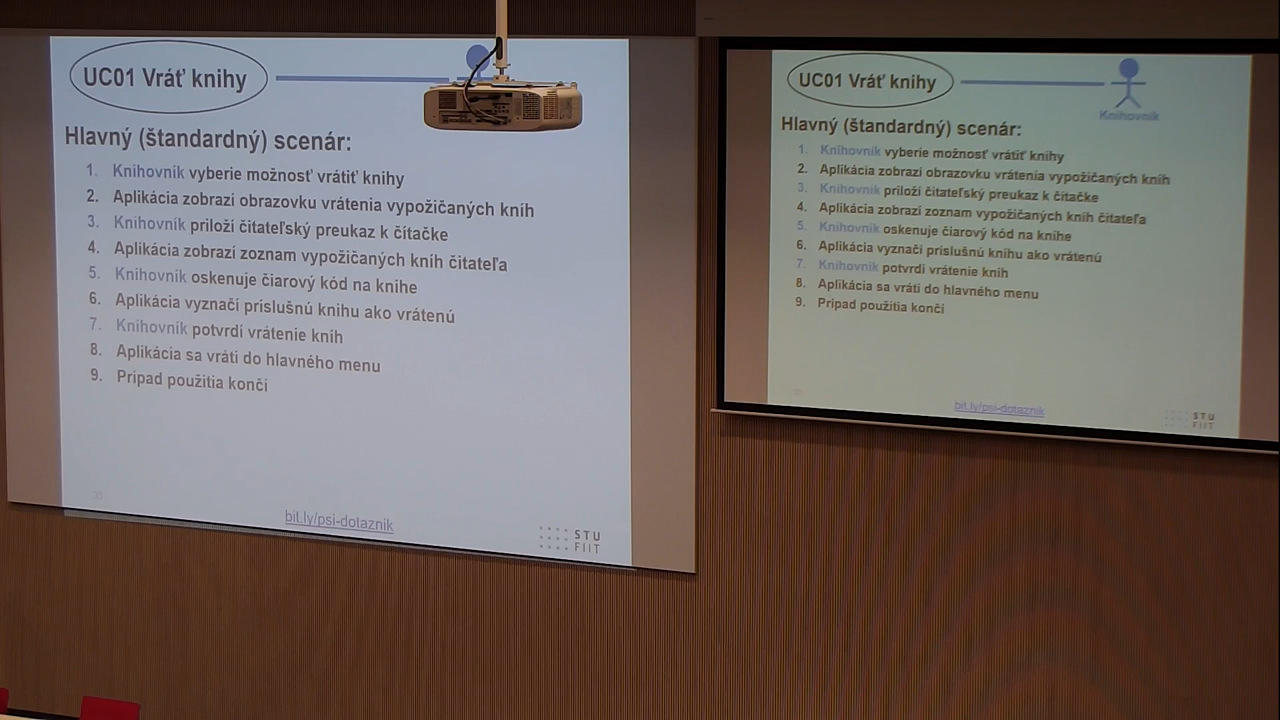 UC01 Vráť knihy
Hlavný (štandardný) scenár:
1. Knihovník vyberie možnosť vrátiť knihy
2. Aplikácia zobrazí obrazovku vrátenia vypožičaných kníh
3. Knihovník priloží čitateľský preukaz k čítačke
4. Aplikácia zobrazí zoznam vypožičaných kníh čitateľa
5. Knihovník oskenuje čiarový kód na knihe
6. Aplikácia vyznačí príslušnú knihu ako vrátenú
7. Knihovník potvrdí vrátenie kníh
8. Aplikácia sa vráti do hlavného menu
9. Prípad použitia končí
bit.ly/psi-dotaznik
STU
FIIT
UC01 Vráť knihy
Knihovník
Hlavný (štandardný) scenár:
1. Knihovník vyberie možnosť vrátiť knihy
2. Aplikácia zobrazí obrazovku vrátenia vypožičaných kníh
3. Knihovník priloží čitateľský preukaz k čítačke
4. Aplikácia zobrazí zoznam vypožičaných kníh čitateľa
5. Knihovník oskenuje čiarový kód na knihe
6. Aplikácia vyznačí príslušnú knihu ako vrátenú
7. Knihovník potvrdí vrátenie kníh
8. Aplikácia sa vráti do hlavného menu
9. Prípad použitia končí
bit.ly/psi-dotaznik
STU
FIIT